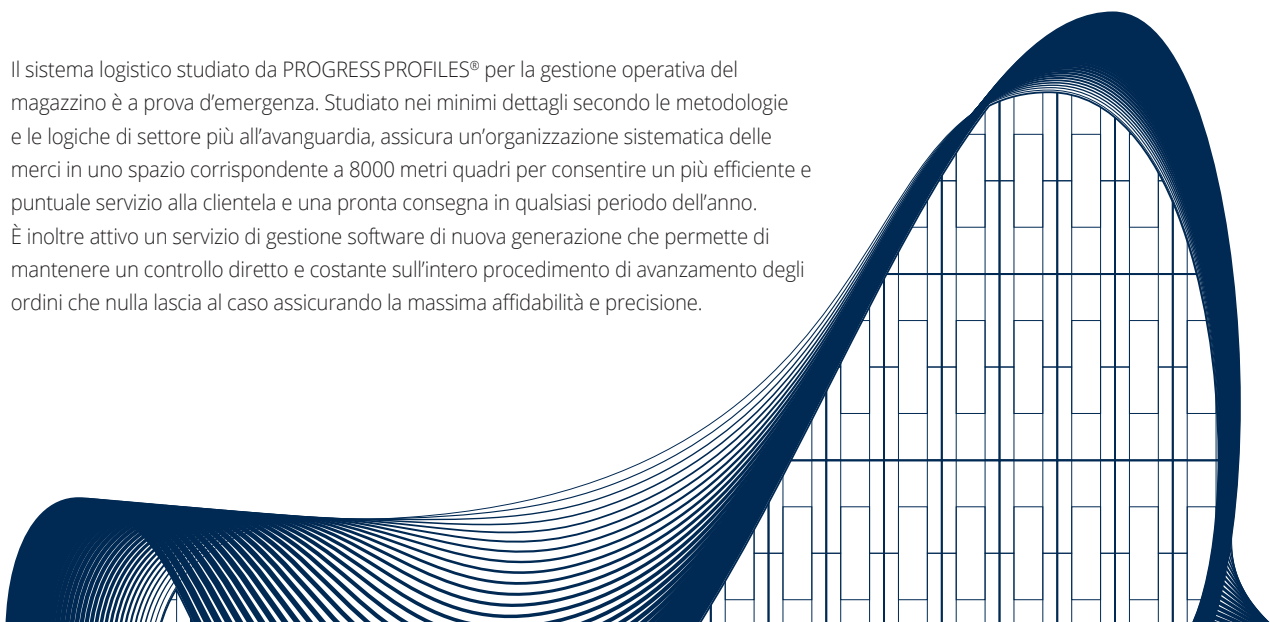 Il sistema logistico studiato da PROGRESS PROFILES® per la gestione operativa del
magazzino è a prova d’emergenza. Studiato nei minimi dettagli secondo le metodologie
e le logiche di settore più all’avanguardia, assicura un’organizzazione sistematica delle
merci in uno spazio corrispondente a 8000 metri quadri per consentire un più efficiente e
puntuale servizio alla clientela e una pronta consegna in qualsiasi periodo dell’anno.
È inoltre attivo un servizio di gestione software di nuova generazione che permette di
mantenere un controllo diretto e costante sull’intero procedimento di avanzamento degli
ordini che nulla lascia al caso assicurando la massima affidabilità e precisione.